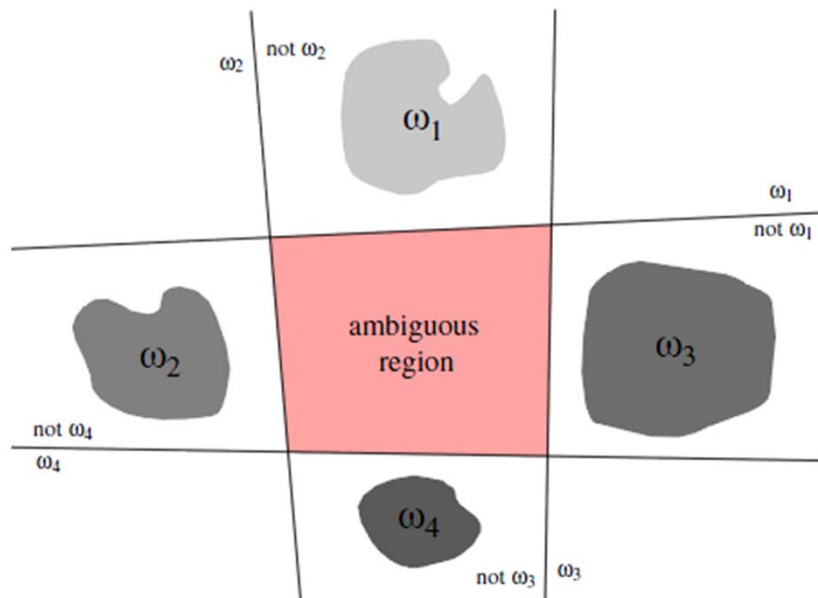 ω2 not ω2
ω1
ω1
not ω1
ambiguous
region
ω2
ω3
not ω4
ω4
ω4
not ω3 ω3